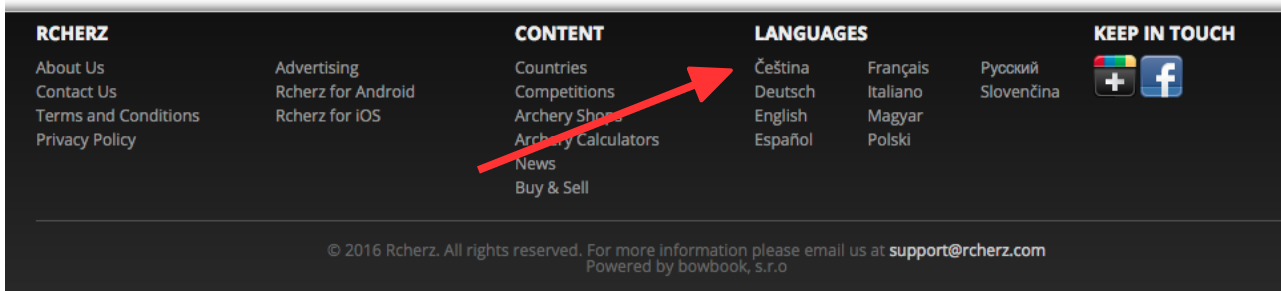 RCHERZ
About Us
Contact Us
Terms and Conditions
Privacy Policy
Advertising
Rcherz for Android
Rcherz for iOS
CONTENT
Countries
Competitions
Archery Shops
Archery Calculators
News
Buy & Sell
LANGUAGES
Čeština
Deutsch
English
Español
Français
Italiano
Magyar
Polski
Русский
Slovenčina
KEEP IN TOUCH
© 2016 Rcherz. All rights reserved. For more information please email us at support@rcherz.com
Powered by bowbook, s.r.o